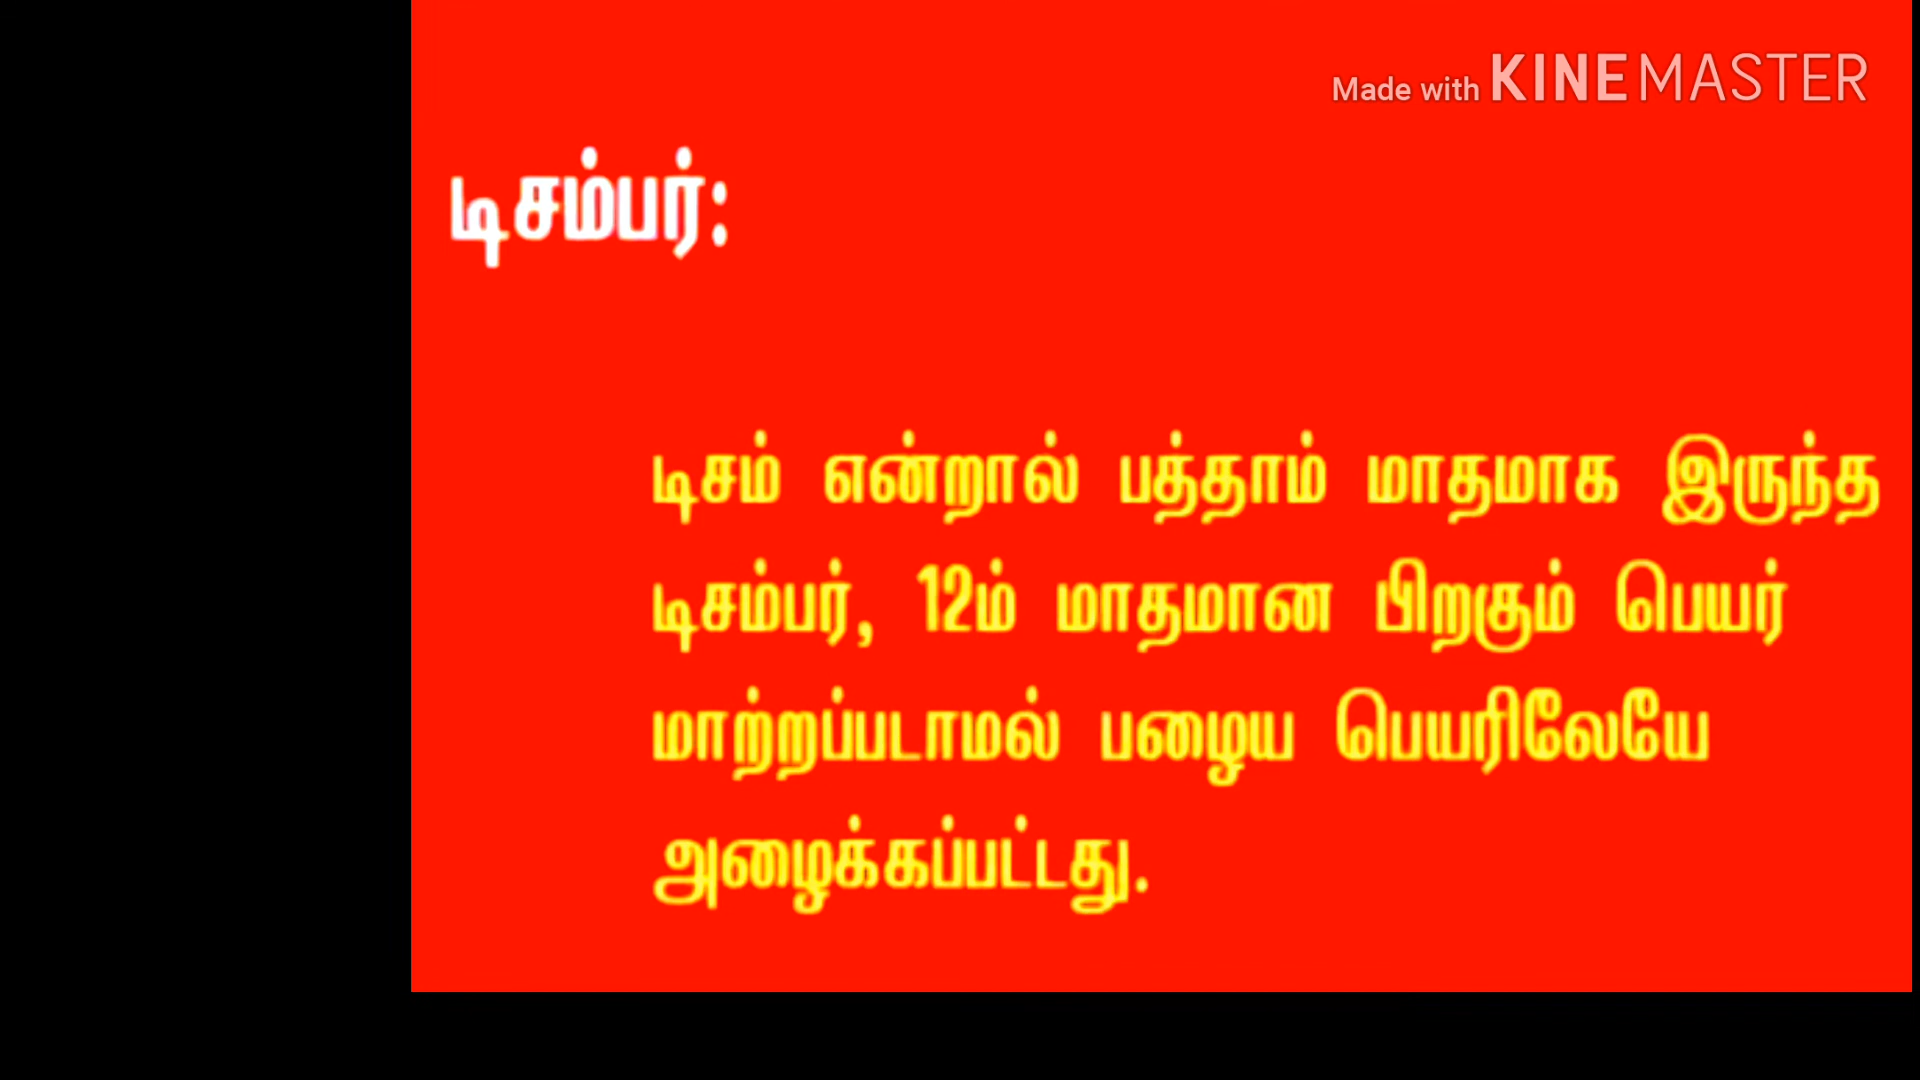 Made with KINEMASTER
டிசம்பர்:
டிசம் என்றால் பத்தாம் மாதமாக இருந்த
டிசம்பர், 12ம் மாதமான பிறகும் பெயர்
மாற்றப்படாமல் பழைய பெயரிலேயே
அழைக்கப்பட்டது.